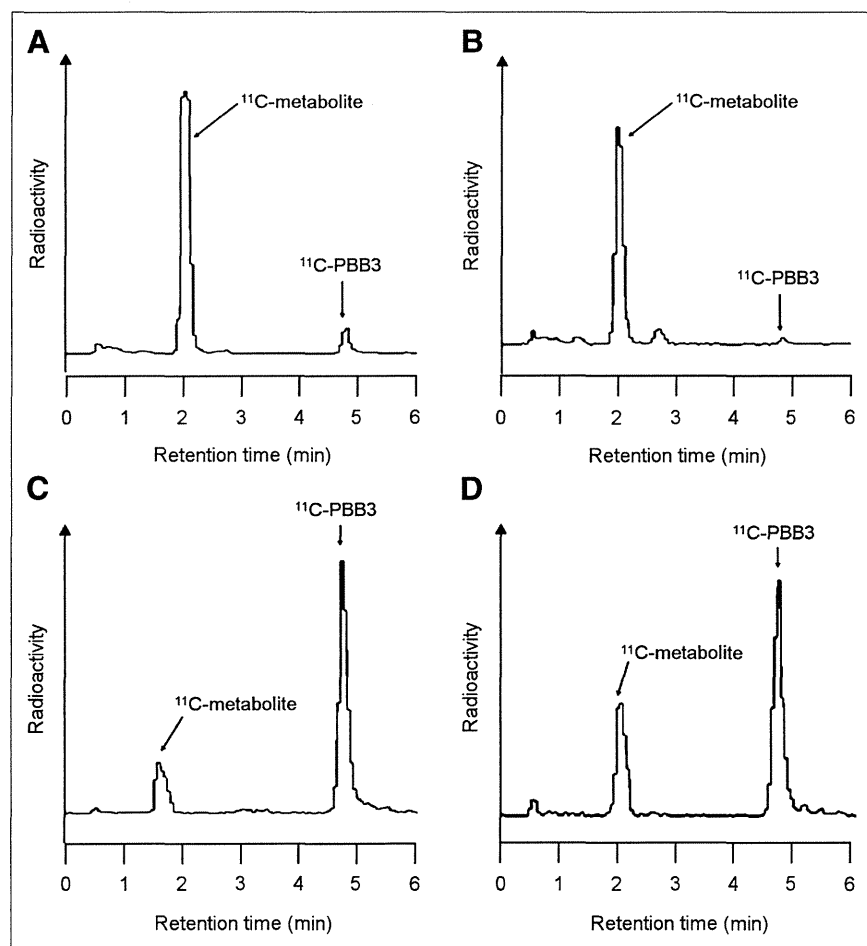 A
¹¹C-metabolite
¹¹C-PBB3
Radioactivity
0 1 2 3 4 5 6
Retention time (min)
B
¹¹C-metabolite
¹¹C-PBB3
Radioactivity
0 1 2 3 4 5 6
Retention time (min)
C
¹¹C-PBB3
¹¹C-metabolite
Radioactivity
0 1 2 3 4 5 6
Retention time (min)
D
¹¹C-PBB3
¹¹C-metabolite
Radioactivity
0 1 2 3 4 5 6
Retention time (min)